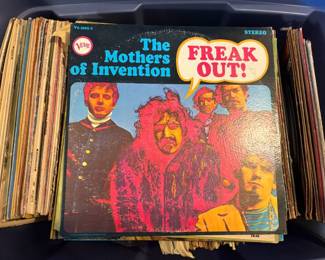 Verve
STEREO
The
Mothers
of Invention
FREAK
OUT!